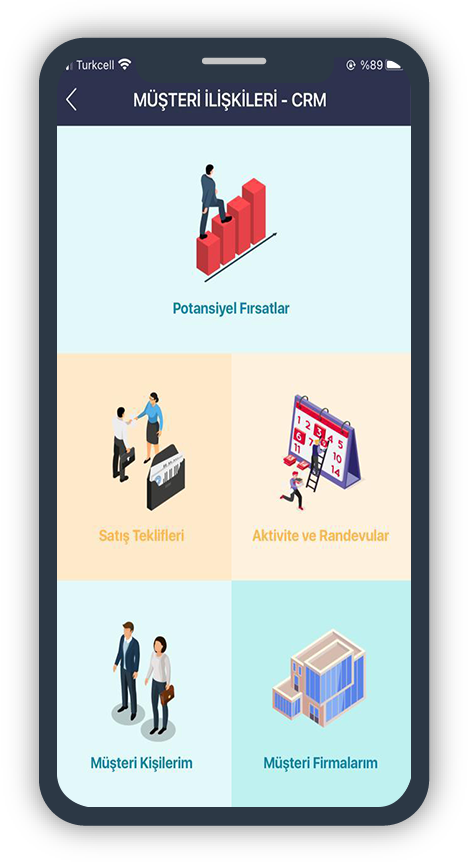 Turkcell %89
MÜŞTERİ İLİŞKİLERİ - CRM
Potansiyel Fırsatlar
1 2 3 4 5
6 7 8
11 10
14
Satış Teklifleri
Aktivite ve Randevular
Müşteri Kişilerim
Müşteri Firmalarım